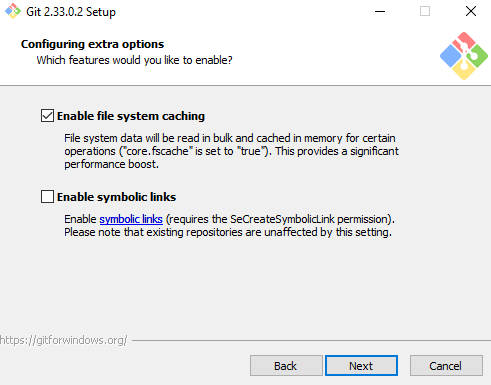 Git 2.33.0.2 Setup
Configuring extra options
Which features would you like to enable?
Enable file system caching
File system data will be read in bulk and cached in memory for certain
operations ("core.fscache" is set to "true"). This provides a significant
performance boost.
Enable symbolic links
Enable symbolic links (requires the SeCreateSymbolicLink permission).
Please note that existing repositories are unaffected by this setting.
https://gitforwindows.org/
Back
Next
Cancel